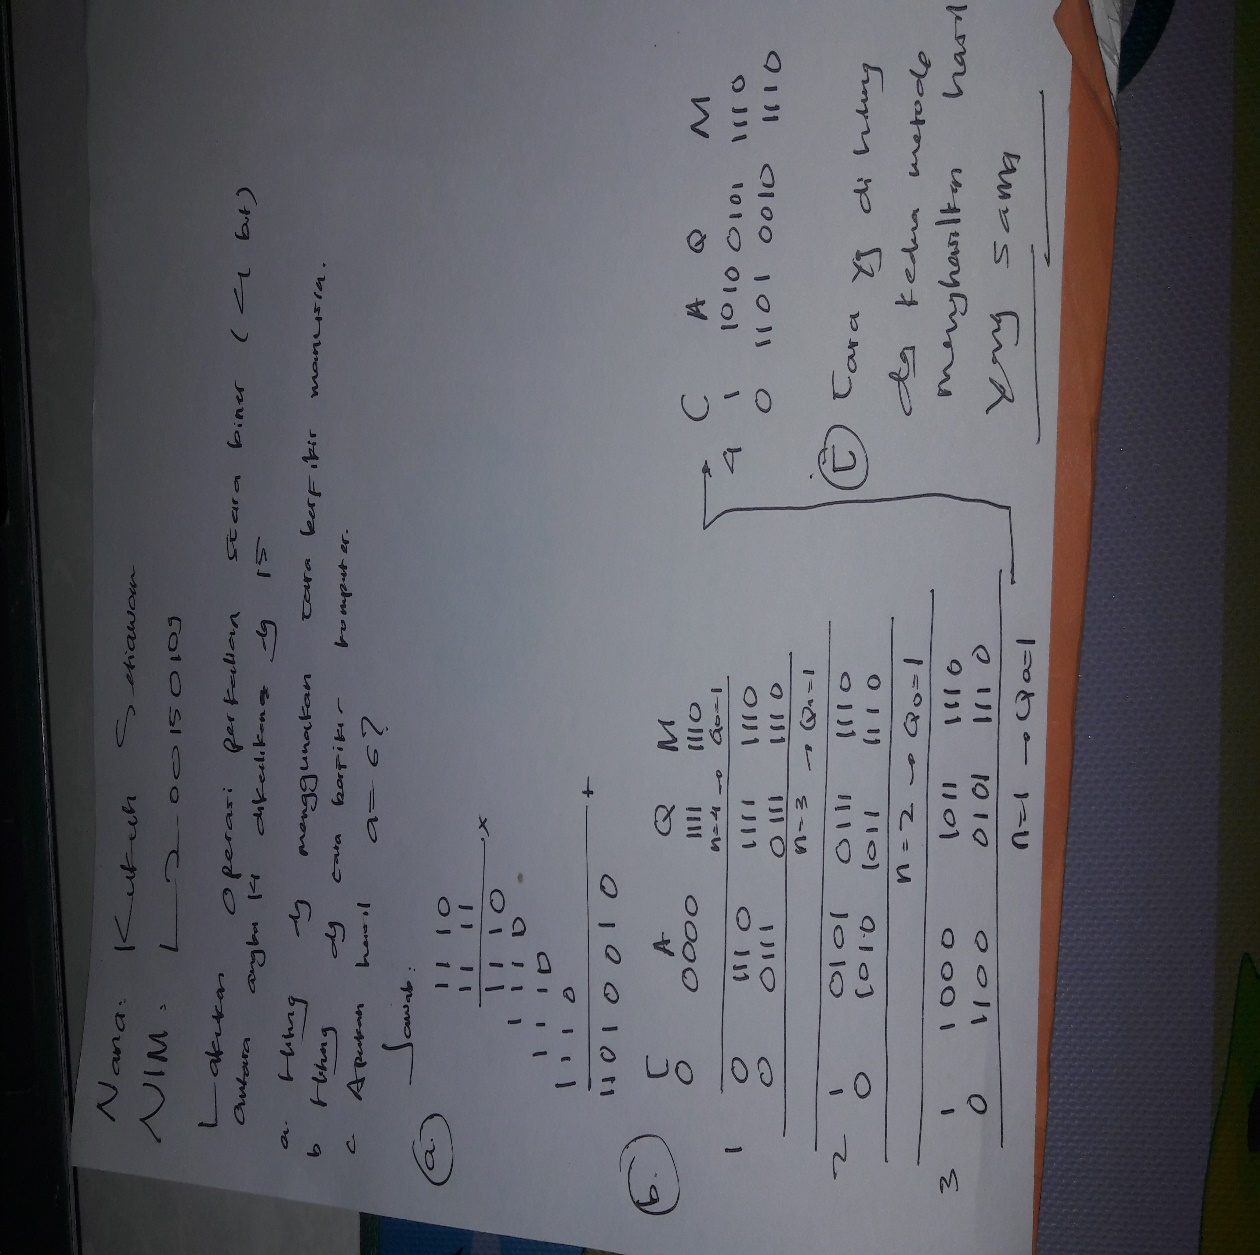 Nama: Kukuh Setiawan
NIM: L200150109
Lakukan operasi perkalian secara biner (4 bit)
antara angka 14 dikalikan dg 15
a. Hitung dg menggunakan cara berfikir manusia.
b Hitung dg cara berfikir komputer.
c Apakah hasil a = b?
Jawab:
(a.)
1110
1111
x
1110
1110
1110
1110
+
11010010
(b.)
C A Q M
0 0000 1111 1110
n=4 → Q0=1
1 0 1110 1111 1110
0 0111 0111 1110
n=3 → Q0=1
2 1 0101 0111 1110
0 1010 1011 1110
n=2 → Q0=1
3 1 1000 1011 1110
0 1100 0101 1110
n=1 → Q0=1
C A Q M
4 1 1010 0101 1110
0 1101 0010 1110
(C) Cara yg di hitung
dg kedua metode
menghasilkan hasil
yang sama